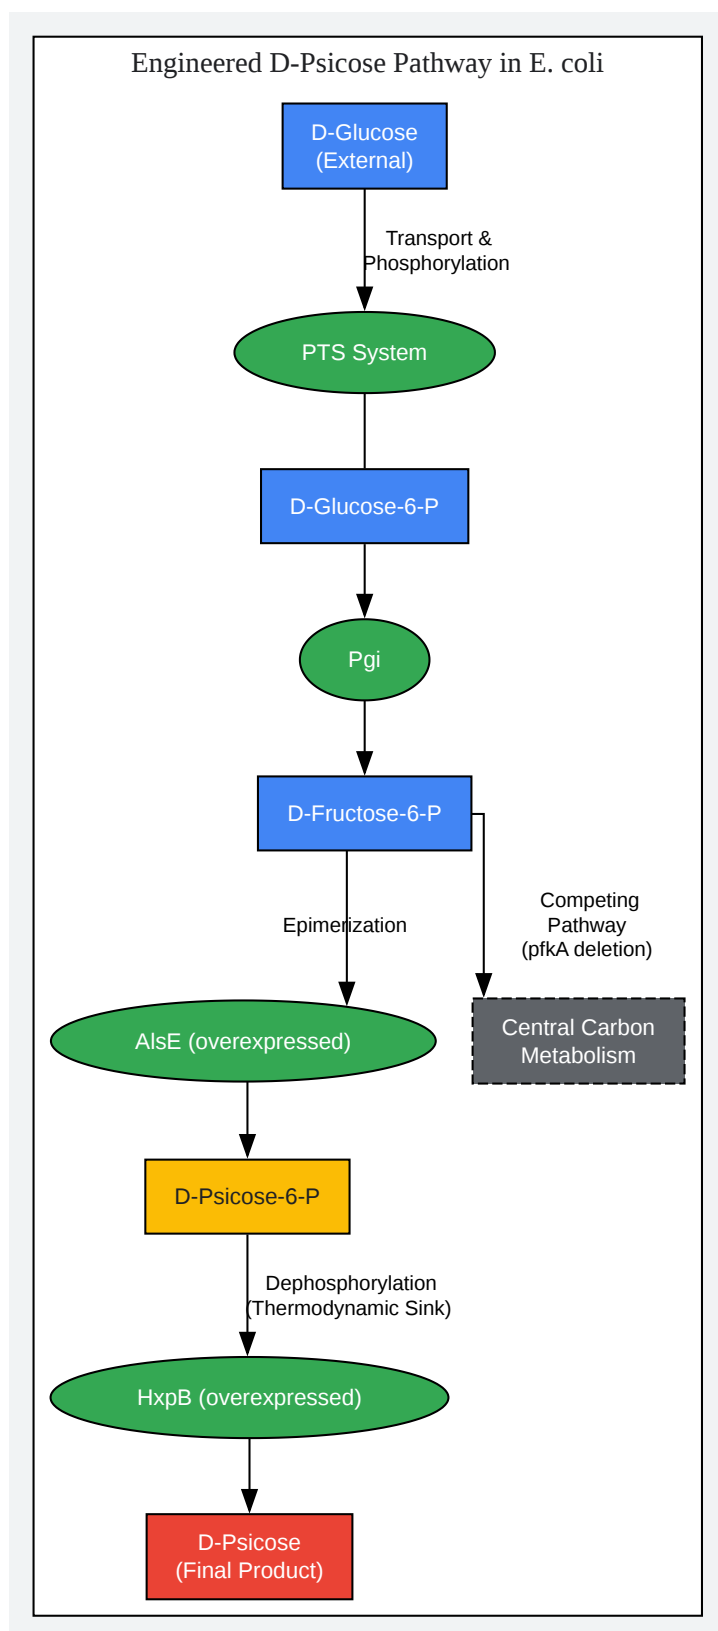 Engineered D-Psicose Pathway in E. coli
D-Glucose
(External)
Transport &
Phosphorylation
PTS System
D-Glucose-6-P
Pgi
D-Fructose-6-P
Competing
Pathway
(pfkA deletion)
Epimerization
Central Carbon
Metabolism
AlsE (overexpressed)
D-Psicose-6-P
Dephosphorylation
(Thermodynamic Sink)
HxpB (overexpressed)
D-Psicose
(Final Product)